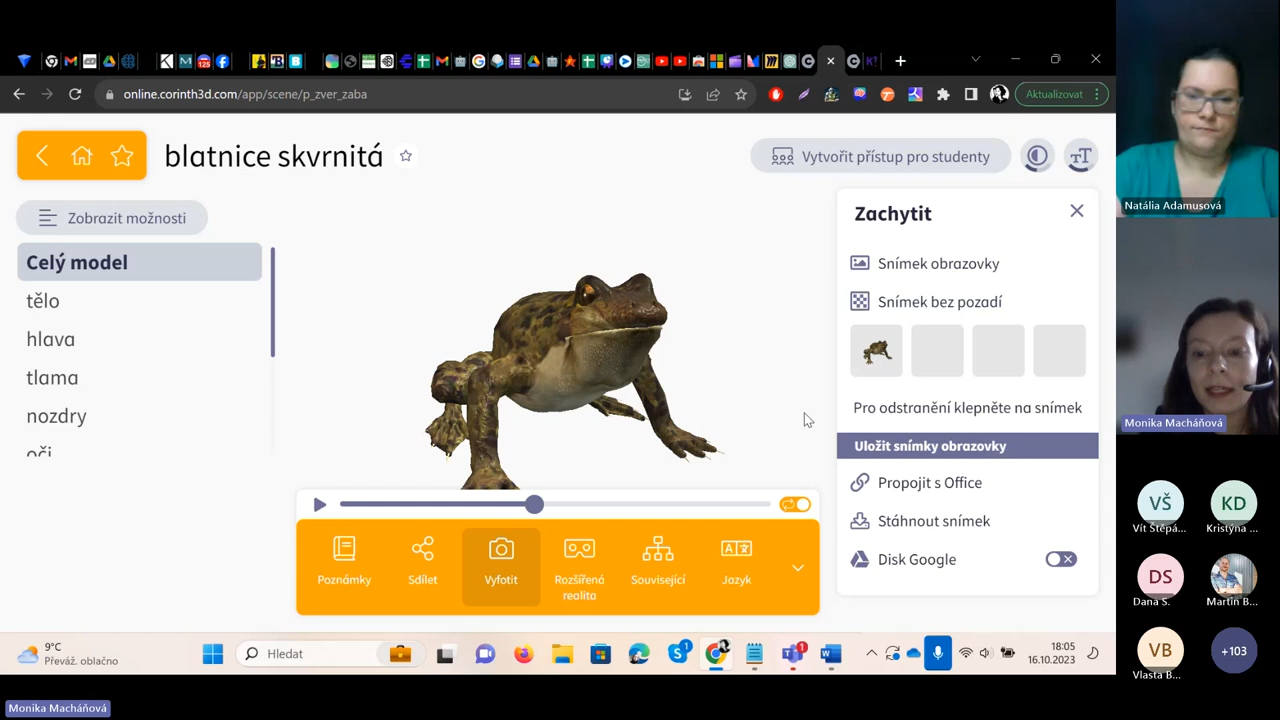 online.corinth3d.com/app/scene/p_zver_zaba
Aktualizovat
blatnice skvrnitá
Vytvořit přístup pro studenty
Zobrazit možnosti
Celý model
tělo
hlava
tlama
nozdry
oči
Zachytit
Snímek obrazovky
Snímek bez pozadí
Pro odstranění klepněte na snímek
Uložit snímky obrazovky
Propojit s Office
Stáhnout snímek
Disk Google
Poznámky
Sdílet
Vyfotit
Rozšířená
realita
Související
Jazyk
9°C
Převáž. oblačno
Hledat
18:05
16.10.2023
Natália Adamusová
Monika Macháňová
VŠ
Vít Štěpá...
KD
Kristýna ...
DS
Dana S.
Martin B...
VB
Vlasta B...
+103
Monika Macháňová